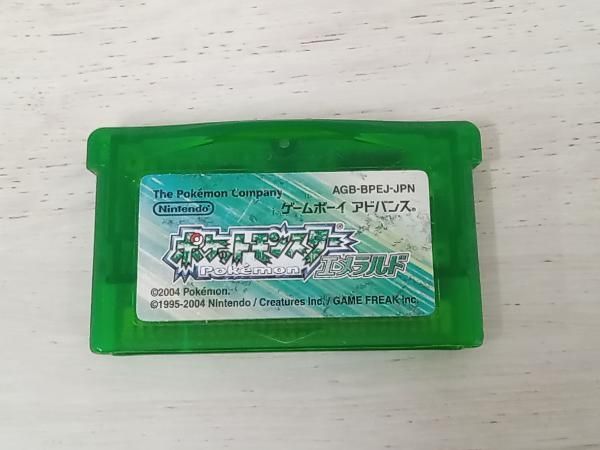 The Pokémon Company
AGB-BPEJ-JPN
Nintendo
ゲームボーイ アドバンス
ポケットモンスター
Pokémon
エメラルド
©2004 Pokémon.
©1995-2004 Nintendo / Creatures Inc. / GAME FREAK inc.